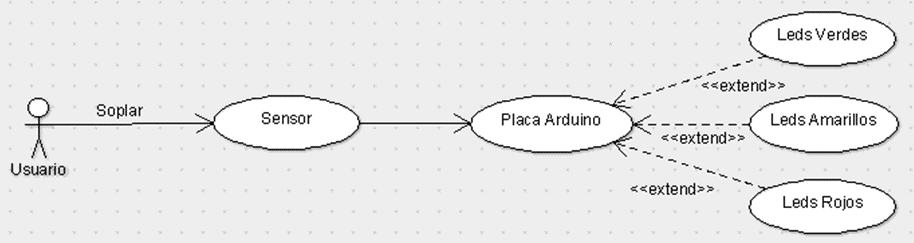 Leds Verdes
<<extend>>
Soplar
Sensor
Placa Arduino
Leds Amarillos
<<extend>>
Usuario
<<extend>>
Leds Rojos